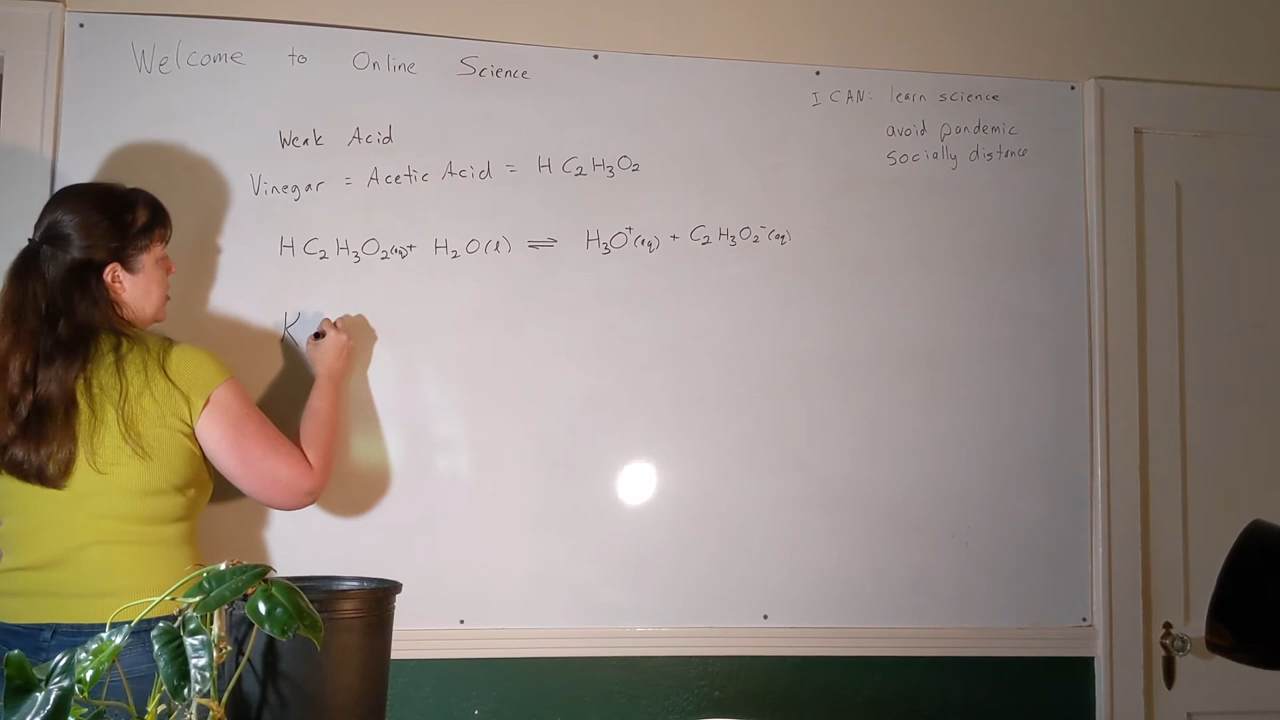 Welcome to Online Science
I CAN: learn science
avoid pandemic
socially distance
Weak Acid
Vinegar = Acetic Acid = HC₂H₃O₂
HC₂H₃O₂(aq) + H₂O(l) ⇌ H₃O⁺(aq) + C₂H₃O₂⁻(aq)
K